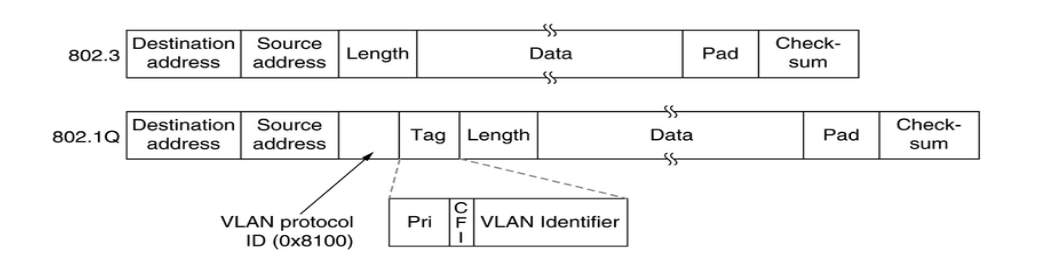 802.3 Destination address Source address Length Data Pad Check-sum
802.1Q Destination address Source address Tag Length Data Pad Check-sum
VLAN protocol ID (0x8100)
Pri CFI VLAN Identifier